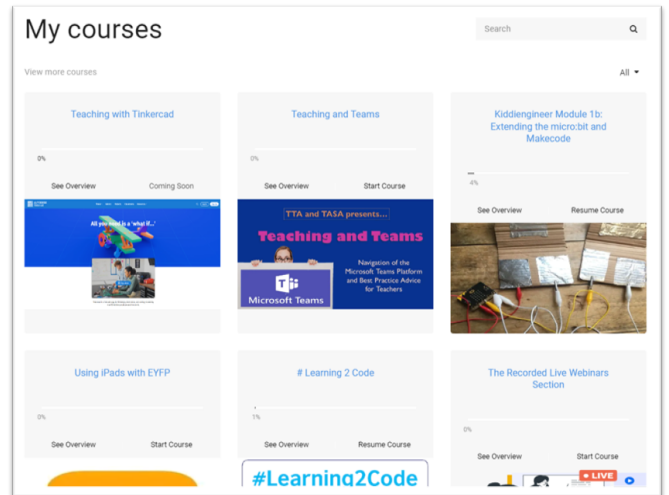 My courses
Search
View more courses
All
Teaching with Tinkercad
0%
See Overview Coming Soon
All you need is a 'what if...'
Teaching and Teams
0%
See Overview Start Course
TTA and TASA presents...
Teaching and Teams
Microsoft Teams
Navigation of the
Microsoft Teams Platform
and Best Practice Advice
for Teachers
Kiddiengineer Module 1b:
Extending the micro:bit and
Makecode
4%
See Overview Resume Course
Using iPads with EYFP
0%
See Overview Start Course
# Learning 2 Code
1%
See Overview Resume Course
#Learning2Code
The Recorded Live Webinars
Section
0%
See Overview Start Course
LIVE